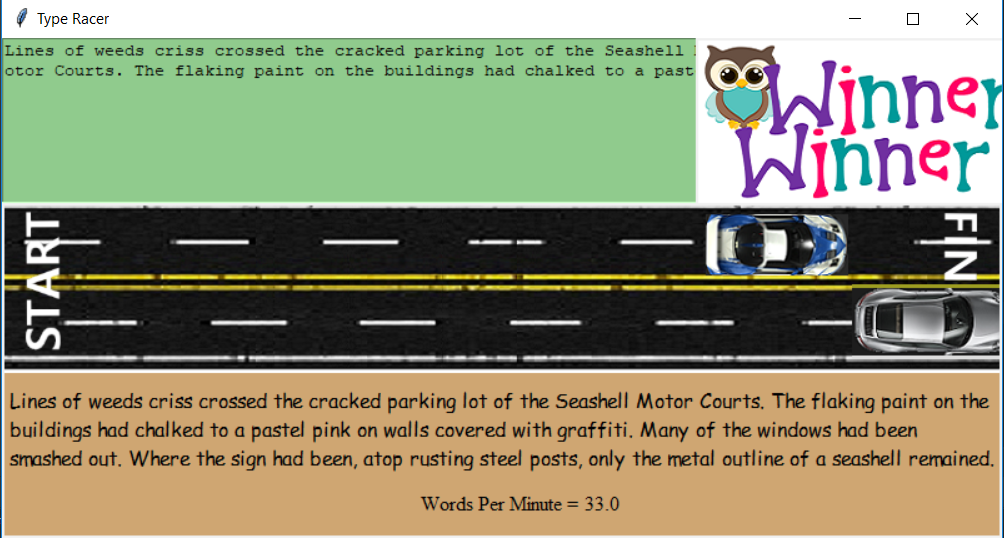 Type Racer
Lines of weeds criss crossed the cracked parking lot of the Seashell
otor Courts. The flaking paint on the buildings had chalked to a past
Winner
Winner
START
FIN
Lines of weeds criss crossed the cracked parking lot of the Seashell Motor Courts. The flaking paint on the
buildings had chalked to a pastel pink on walls covered with graffiti. Many of the windows had been
smashed out. Where the sign had been, atop rusting steel posts, only the metal outline of a seashell remained.
Words Per Minute = 33.0